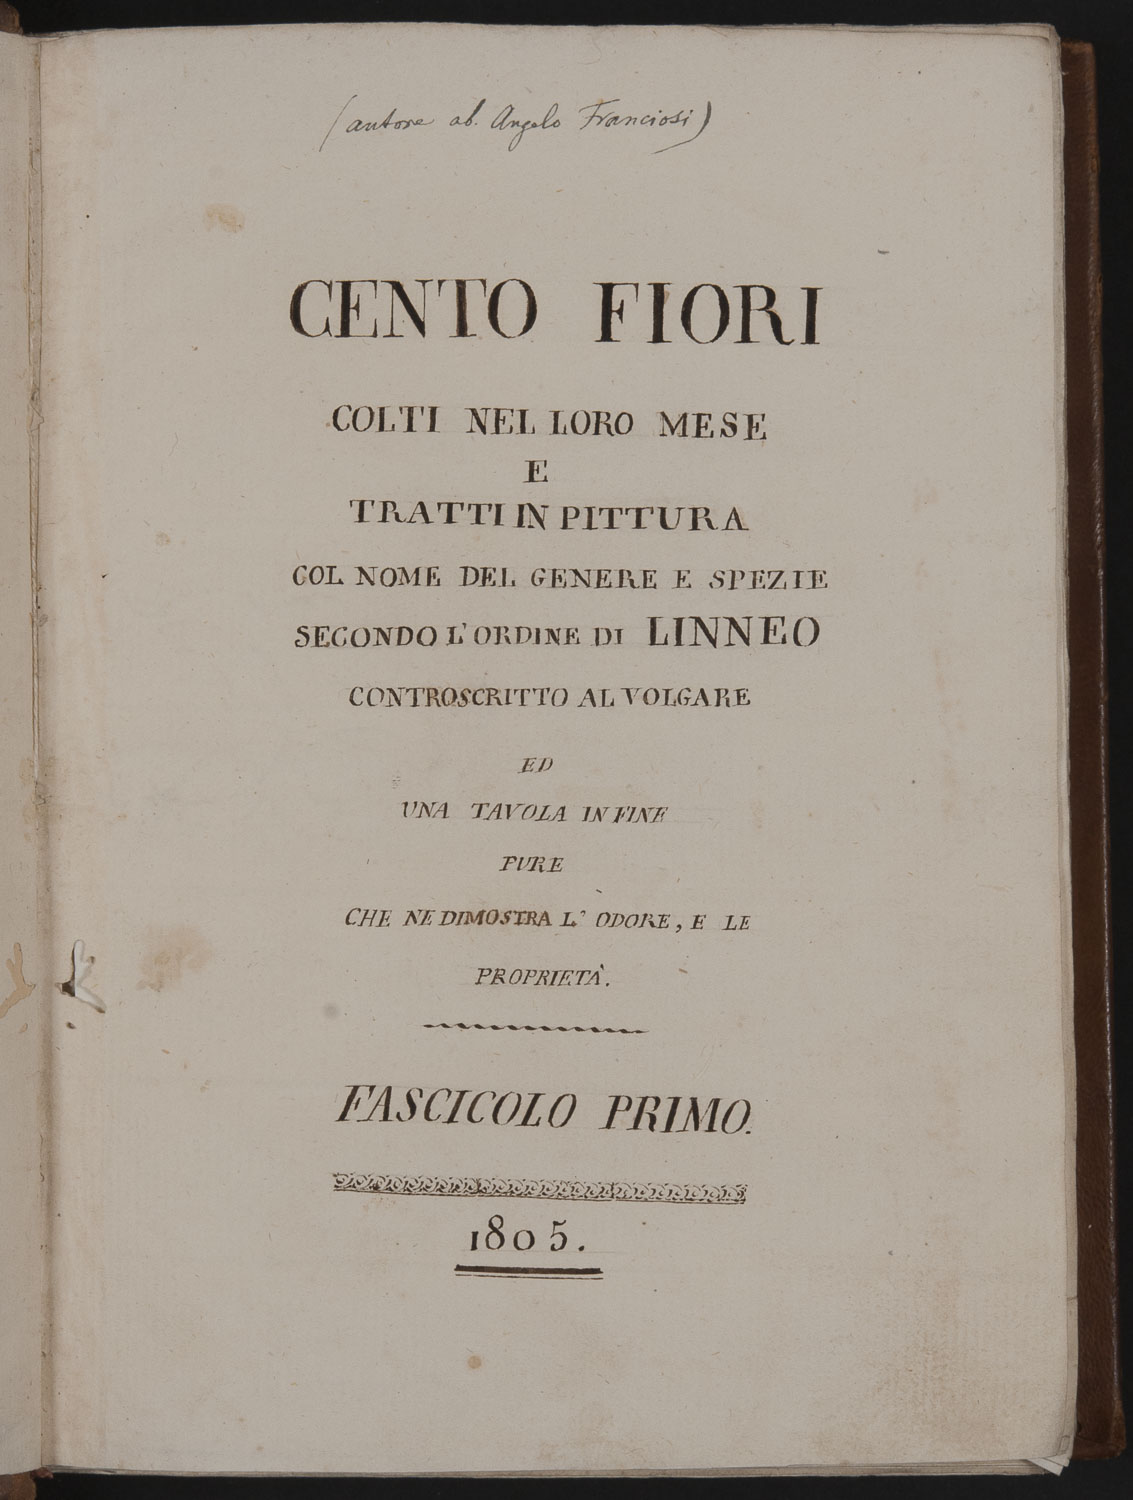 (autore ab. Angelo Franciosi)
CENTO FIORI
COLTI NEL LORO MESE
E
TRATTI IN PITTURA
COL NOME DEL GENERE E SPEZIE
SECONDO L'ORDINE DI LINNEO
CONTROSCRITTO AL VOLGARE
ED
UNA TAVOLA IN FINE
PURE
CHE NE DIMOSTRA L' ODORE, E LE
PROPRIETÀ.
FASCICOLO PRIMO.
1805.